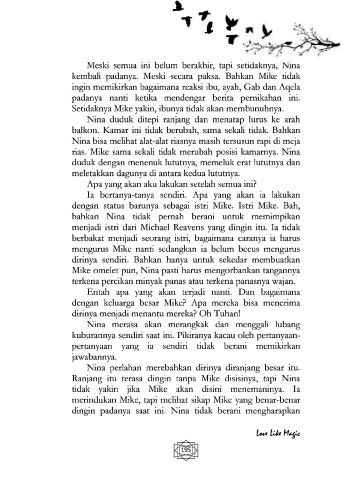 Meski semua ini belum berakhir, tapi setidaknya, Nina
kembali padanya. Meski secara paksa. Bahkan Mike tidak
ingin memikirkan bagaimana reaksi ibu, ayah, Gab dan Aqela
padanya nanti ketika mendengar berita pernikahan ini.
Setidaknya Mike yakin, ibunya tidak akan membunuhnya.
Nina duduk ditepi ranjang dan menatap lurus ke arah
balkon. Kamar ini tidak berubah, sama sekali tidak. Bahkan
Nina bisa melihat alat-alat riasnya masih tersusun rapi di meja
rias. Mike sama sekali tidak merubah posisi kamarnya. Nina
duduk dengan menekuk lututnya, memeluk erat lututnya dan
meletakkan dagunya di antara kedua lututnya.
Apa yang akan aku lakukan setelah semua ini?
Ia bertanya-tanya sendiri. Apa yang akan ia lakukan
dengan status barunya sebagai istri Mike. Istri Mike. Bah,
bahkan Nina tidak pernah berani untuk memimpikan
menjadi istri dari Michael Reavens yang dingin itu. Ia tidak
berbakat menjadi seorang istri, bagaimana caranya ia harus
mengurus Mike nanti sedangkan ia belum becus mengurus
dirinya sendiri. Bahkan hanya untuk sekedar membuatkan
Mike omelet pun, Nina pasti harus mengorbankan tangannya
terkena percikan minyak panas atau terkena panasnya wajan.
Entah apa yang akan terjadi nanti. Dan bagaimana
dengan keluarga besar Mike? Apa mereka bisa menerima
dirinya menjadi menantu mereka? Oh Tuhan!
Nina merasa akan merangkak dan menggali lubang
kuburannya sendiri saat ini. Pikiranya kacau oleh pertanyaan-
pertanyaan yang ia sendiri tidak berani memikirkan
jawabannya.
Nina perlahan merebahkan dirinya diranjang besar itu.
Ranjang itu terasa dingin tanpa Mike disisinya, tapi Nina
tidak yakin jika Mike akan disini menemaninya. Ia
merindukan Mike, tapi melihat sikap Mike yang benar-benar
dingin padanya saat ini. Nina tidak berani mengharapkan
Love Like Magic
195